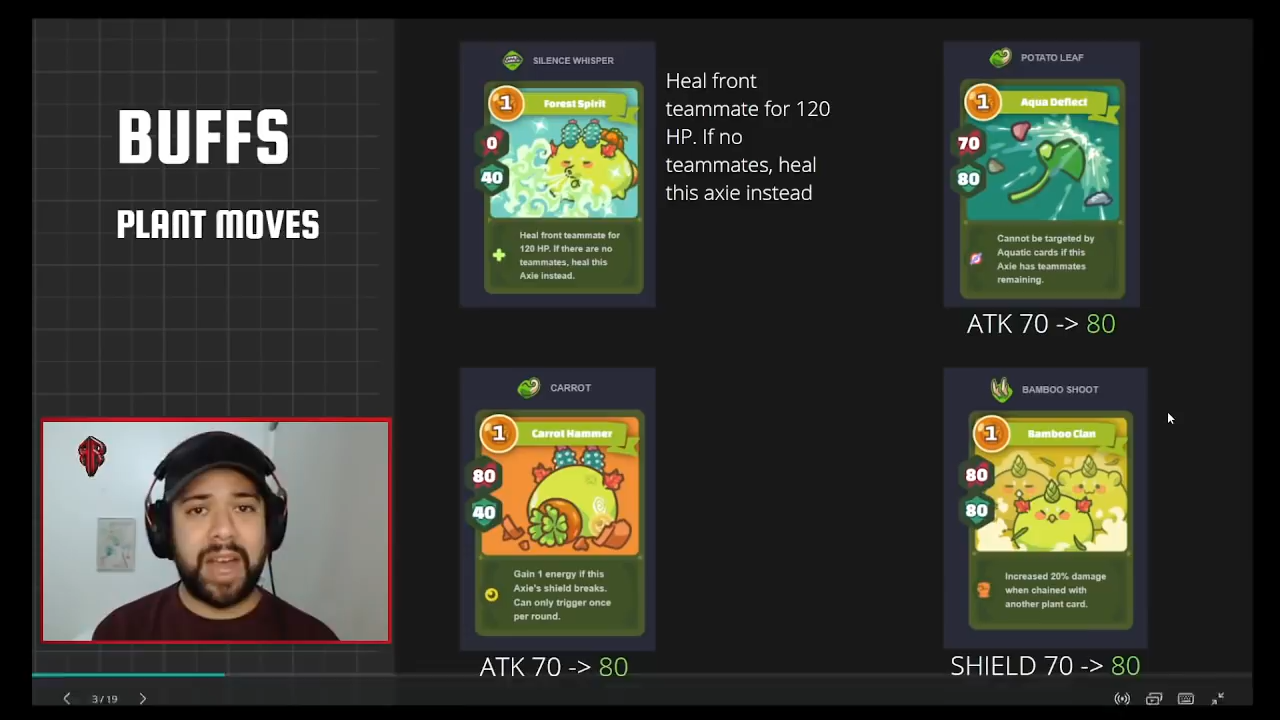 BUFFS
PLANT MOVES
SILENCE WHISPER
1
Forest Spirit
0
40
Heal front teammate for
120 HP. If there are no
teammates, heal this
Axie instead.
Heal front
teammate for 120
HP. If no
teammates, heal
this axie instead
POTATO LEAF
1
Aqua Deflect
70
80
Cannot be targeted by
Aquatic cards if this
Axie has teammates
remaining.
ATK 70 -> 80
CARROT
1
Carrot Hammer
80
40
Gain 1 energy if this
Axie's shield breaks.
Can only trigger once
per round.
ATK 70 -> 80
BAMBOO SHOOT
1
Bamboo Clan
80
80
Increased 20% damage
when chained with
another plant card.
SHIELD 70 -> 80
3 / 19